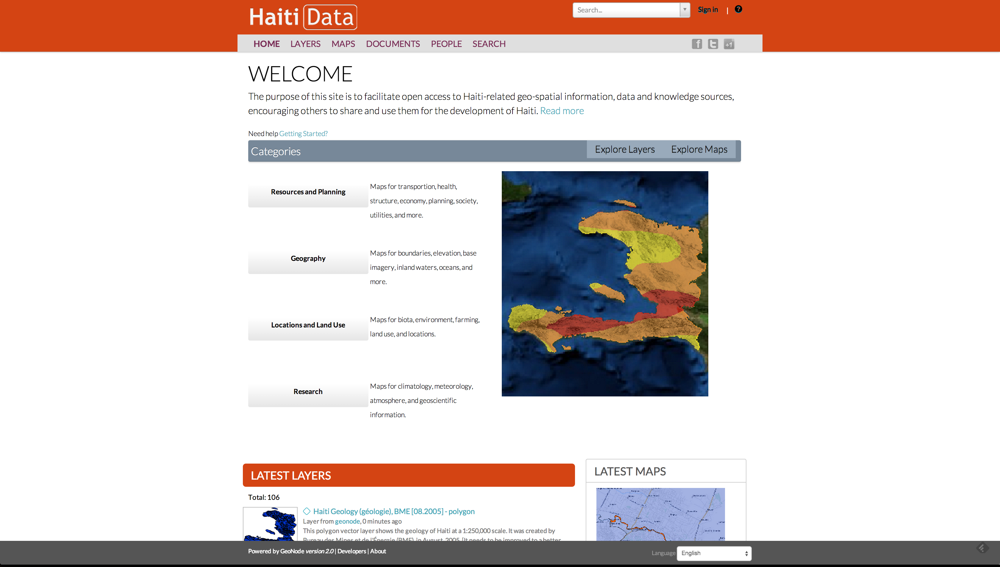 Haiti Data
Search...
Sign in | ?
HOME LAYERS MAPS DOCUMENTS PEOPLE SEARCH
f t +1
WELCOME
The purpose of this site is to facilitate open access to Haiti-related geo-spatial information, data and knowledge sources,
encouraging others to share and use them for the development of Haiti. Read more
Need help Getting Started?
Categories
Explore Layers Explore Maps
Resources and Planning
Maps for transportion, health,
structure, economy, planning, society,
utilities, and more.
Geography
Maps for boundaries, elevation, base
imagery, inland waters, oceans, and
more.
Locations and Land Use
Maps for biota, environment, farming,
land use, and locations.
Research
Maps for climatology, meteorology,
atmosphere, and geoscientific
information.
LATEST LAYERS
Total: 106
Haiti Geology (géologie), BME [08.2005] - polygon
Layer from geonode, 0 minutes ago
This polygon vector layer shows the geology of Haiti at a 1:250,000 scale. It was created by
Bureau des Mines et de l'Énergie (BME), in August, 2005. [It needs to be improved to a better
LATEST MAPS
Powered by GeoNode version 2.0 | Developers | About
Language English